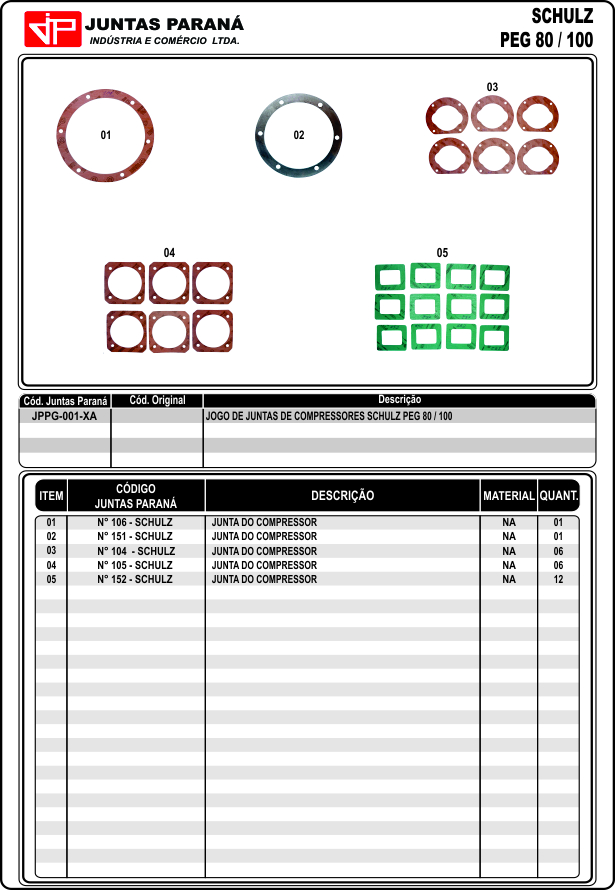 JP JUNTAS PARANÁ
INDÚSTRIA E COMÉRCIO LTDA.
SCHULZ
PEG 80 / 100
01
02
03
04
05
Cód. Juntas Paraná Cód. Original Descrição
JPPG-001-XA JOGO DE JUNTAS DE COMPRESSORES SCHULZ PEG 80 / 100
ITEM CÓDIGO JUNTAS PARANÁ DESCRIÇÃO MATERIAL QUANT.
01 N° 106 - SCHULZ JUNTA DO COMPRESSOR NA 01
02 N° 151 - SCHULZ JUNTA DO COMPRESSOR NA 01
03 N° 104 - SCHULZ JUNTA DO COMPRESSOR NA 06
04 N° 105 - SCHULZ JUNTA DO COMPRESSOR NA 06
05 N° 152 - SCHULZ JUNTA DO COMPRESSOR NA 12